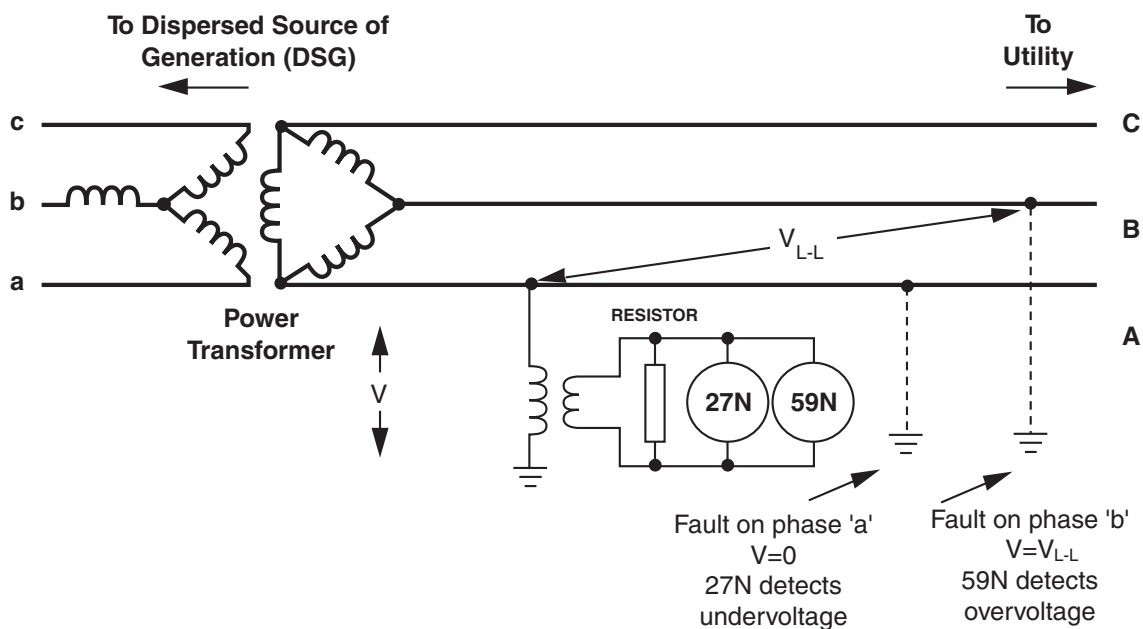 To Dispersed Source of
Generation (DSG)
To
Utility
c
C
b
B
V L-L
a
A
Power
Transformer
V
RESISTOR
27N
59N
Fault on phase 'a'
V=0
27N detects
undervoltage
Fault on phase 'b'
V=VL-L
59N detects
overvoltage